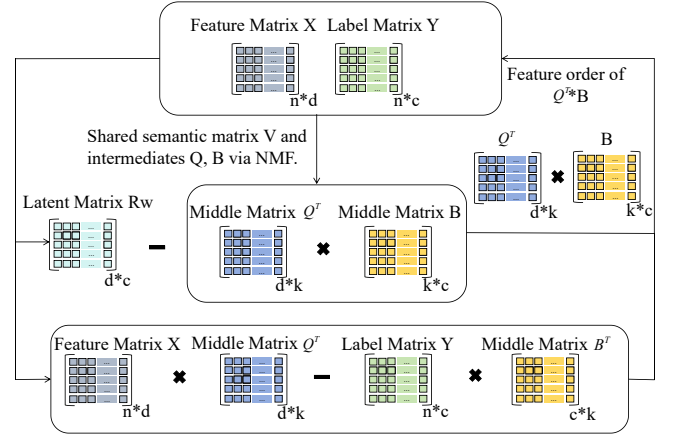 Feature Matrix X Label Matrix Y
n*d n*c
Feature order of
Q^T*B
Shared semantic matrix V and
intermediates Q, B via NMF.
Q^T B
d*k k*c
Latent Matrix Rw
d*c
Middle Matrix Q^T Middle Matrix B
d*k k*c
Feature Matrix X Middle Matrix Q^T Label Matrix Y Middle Matrix B^T
n*d d*k n*c c*k